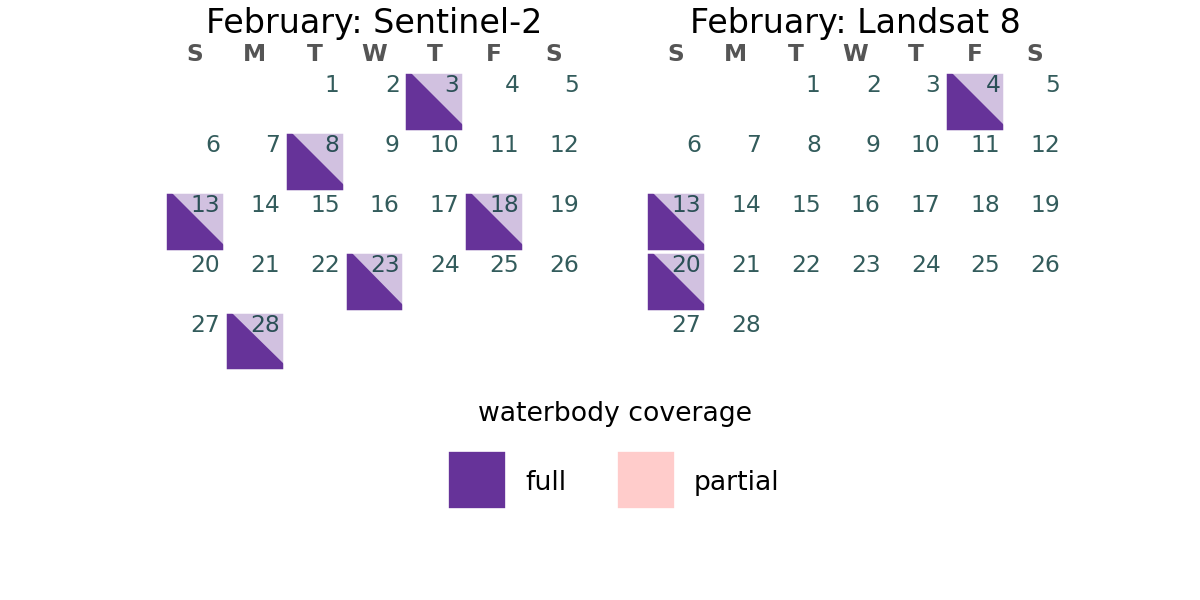 February: Sentinel-2
S M T W T F S
1 2 3 4 5
6 7 8 9 10 11 12
13 14 15 16 17 18 19
20 21 22 23 24 25 26
27 28
February: Landsat 8
S M T W T F S
1 2 3 4 5
6 7 8 9 10 11 12
13 14 15 16 17 18 19
20 21 22 23 24 25 26
27 28
waterbody coverage
full partial